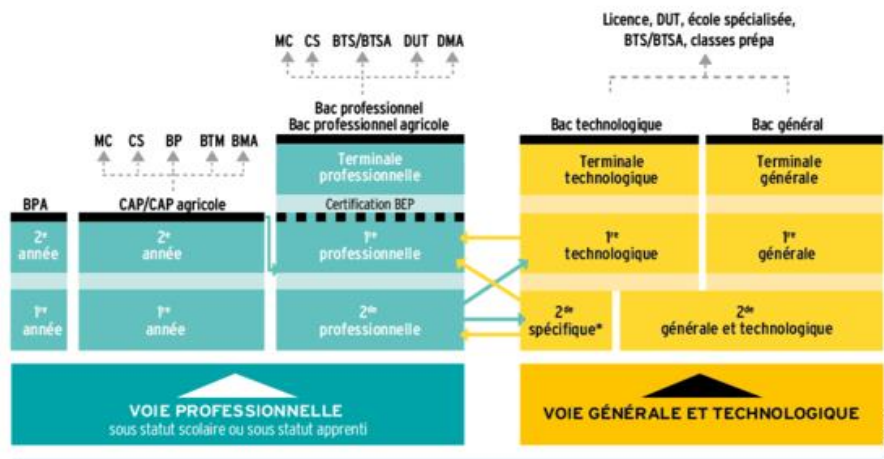 Licence, DUT, école spécialisée,
BTS/BTSA, classes prépa
MC CS BTS/BTSA DUT DMA
Bac professionnel
Bac professionnel agricole
Bac technologique
Bac général
MC CS BP BTM BMA
Terminale
professionnelle
Terminale
technologique
Terminale
générale
BPA
CAP/CAP agricole
Certification BEP
2e
année
2e
année
1re
professionnelle
1re
technologique
1re
générale
1re
année
1re
année
2de
professionnelle
2de
spécifique*
2de
générale et technologique
VOIE PROFESSIONNELLE
sous statut scolaire ou sous statut apprenti
VOIE GÉNÉRALE ET TECHNOLOGIQUE